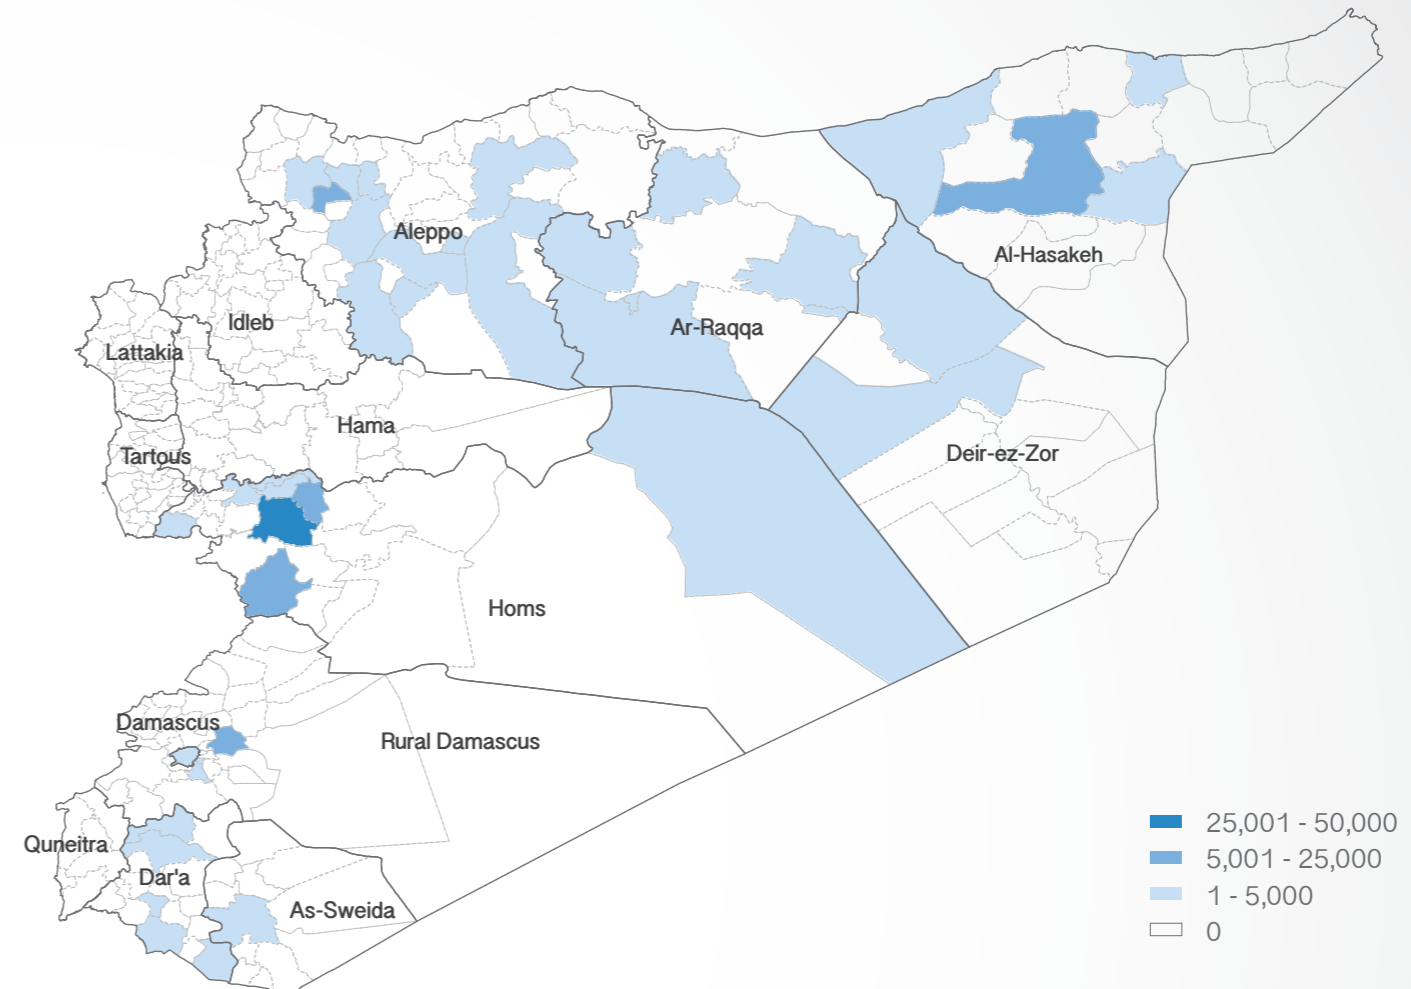 Aleppo
Al-Hasakeh
Idleb
Ar-Raqqa
Lattakia
Hama
Tartous
Deir-ez-Zor
Homs
Damascus
Rural Damascus
Quneitra
Dar'a
As-Sweida
25,001 - 50,000
5,001 - 25,000
1 - 5,000
0